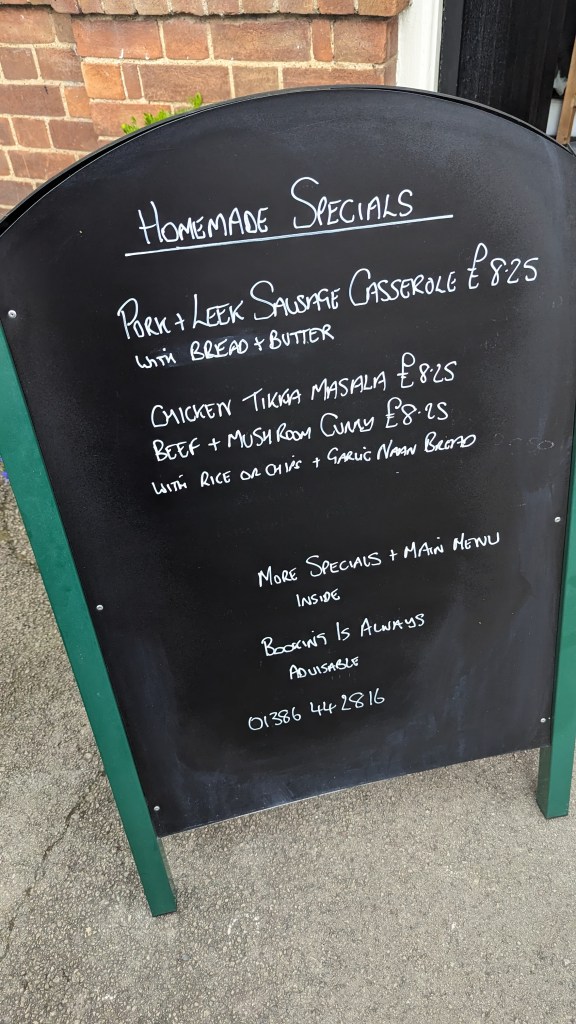 HOMEMADE SPECIALS
PORK + LEEK SAUSAGE CASSEROLE £8.25
WITH BREAD + BUTTER
CHICKEN TIKKA MASALA £8.25
BEEF + MUSHROOM CURRY £8.25
WITH RICE OR CHIPS + GARLIC NAAN BREAD
MORE SPECIALS + MAIN MENU
INSIDE
BOOKING IS ALWAYS
ADVISABLE
01386 442816